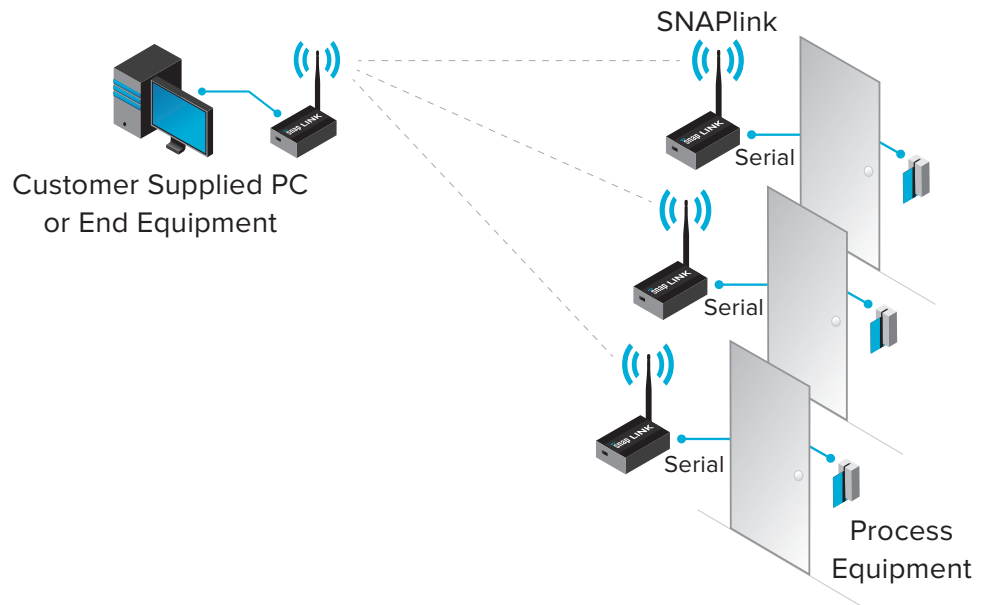 SNAPlink
snap LINK
snap LINK
Serial
Customer Supplied PC
or End Equipment
snap LINK
Serial
snap LINK
Serial
Process
Equipment